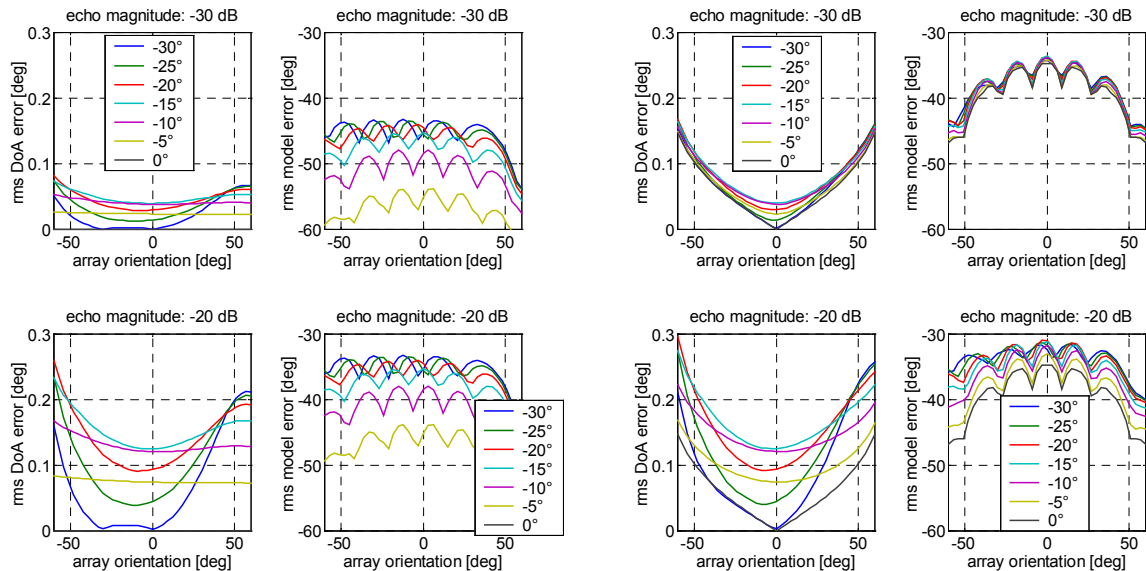 echo magnitude: -30 dB
rms DoA error [deg]
0.3
0.2
0.1
0
-30°
-25°
-20°
-15°
-10°
-5°
0°
-50 0 50
array orientation [deg]
echo magnitude: -30 dB
rms model error [deg]
-30
-40
-50
-60
-50 0 50
array orientation [deg]
echo magnitude: -30 dB
rms DoA error [deg]
0.3
0.2
0.1
0
-30°
-25°
-20°
-15°
-10°
-5°
0°
-50 0 50
array orientation [deg]
echo magnitude: -30 dB
rms model error [deg]
-30
-40
-50
-60
-50 0 50
array orientation [deg]
echo magnitude: -20 dB
rms DoA error [deg]
0.3
0.2
0.1
0
-50 0 50
array orientation [deg]
echo magnitude: -20 dB
rms model error [deg]
-30
-40
-50
-60
-30°
-25°
-20°
-15°
-10°
-5°
0°
-50 0 50
array orientation [deg]
echo magnitude: -20 dB
rms DoA error [deg]
0.3
0.2
0.1
0
-50 0 50
array orientation [deg]
echo magnitude: -20 dB
rms model error [deg]
-30
-40
-50
-60
-30°
-25°
-20°
-15°
-10°
-5°
0°
-50 0 50
array orientation [deg]